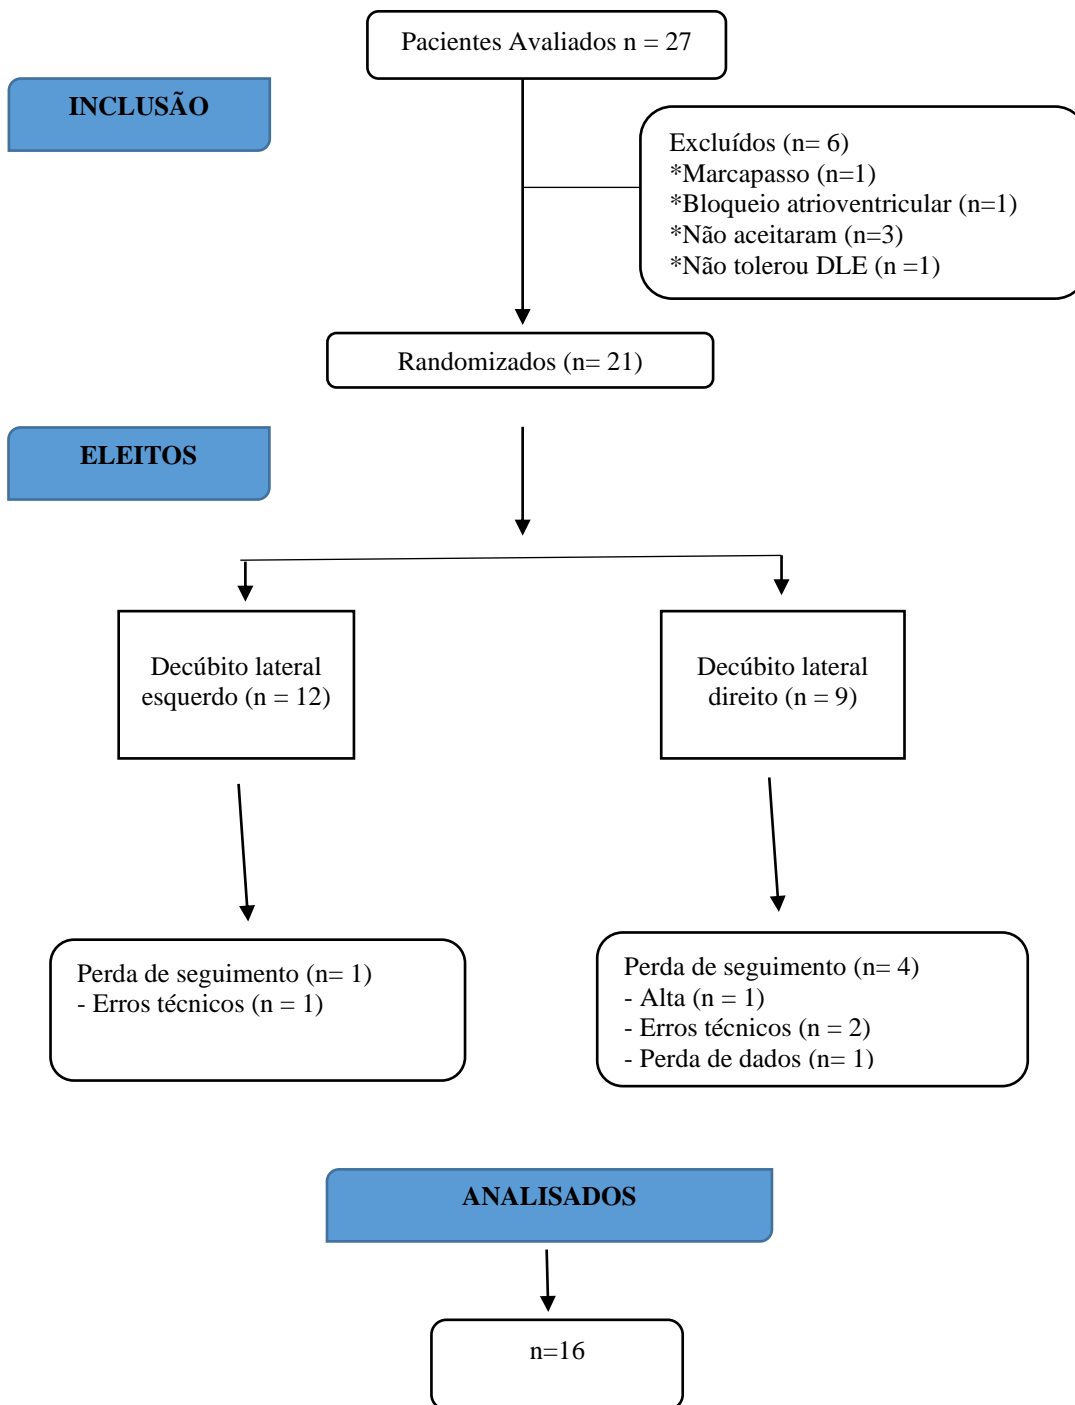 Pacientes Avaliados n = 27
INCLUSÃO
Excluídos (n= 6)
*Marcapasso (n=1)
*Bloqueio atrioventricular (n=1)
*Não aceitaram (n=3)
*Não tolerou DLE (n =1)
Randomizados (n= 21)
ELEITOS
Decúbito lateral
esquerdo (n = 12)
Decúbito lateral
direito (n = 9)
Perda de seguimento (n= 1)
- Erros técnicos (n = 1)
Perda de seguimento (n= 4)
- Alta (n = 1)
- Erros técnicos (n = 2)
- Perda de dados (n= 1)
ANALISADOS
n=16